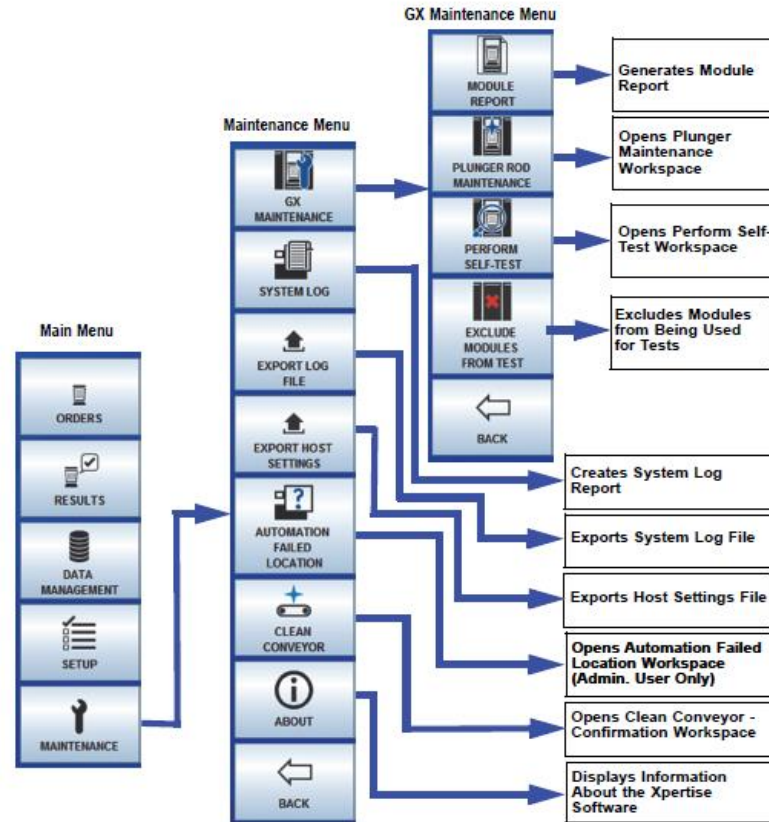 GX Maintenance Menu
MODULE
REPORT
Generates Module
Report
PLUNGER ROD
MAINTENANCE
Opens Plunger
Maintenance
Workspace
PERFORM
SELF-TEST
Opens Perform Self-
Test Workspace
EXCLUDE
MODULES
FROM TEST
Excludes Modules
from Being Used
for Tests
BACK
Maintenance Menu
GX
MAINTENANCE
SYSTEM LOG
EXPORT LOG
FILE
EXPORT HOST
SETTINGS
AUTOMATION
FAILED
LOCATION
CLEAN
CONVEYOR
ABOUT
BACK
Main Menu
ORDERS
RESULTS
DATA
MANAGEMENT
SETUP
MAINTENANCE
Creates System Log
Report
Exports System Log File
Exports Host Settings File
Opens Automation Failed
Location Workspace
(Admin. User Only)
Opens Clean Conveyor -
Confirmation Workspace
Displays Information
About the Xpertise
Software